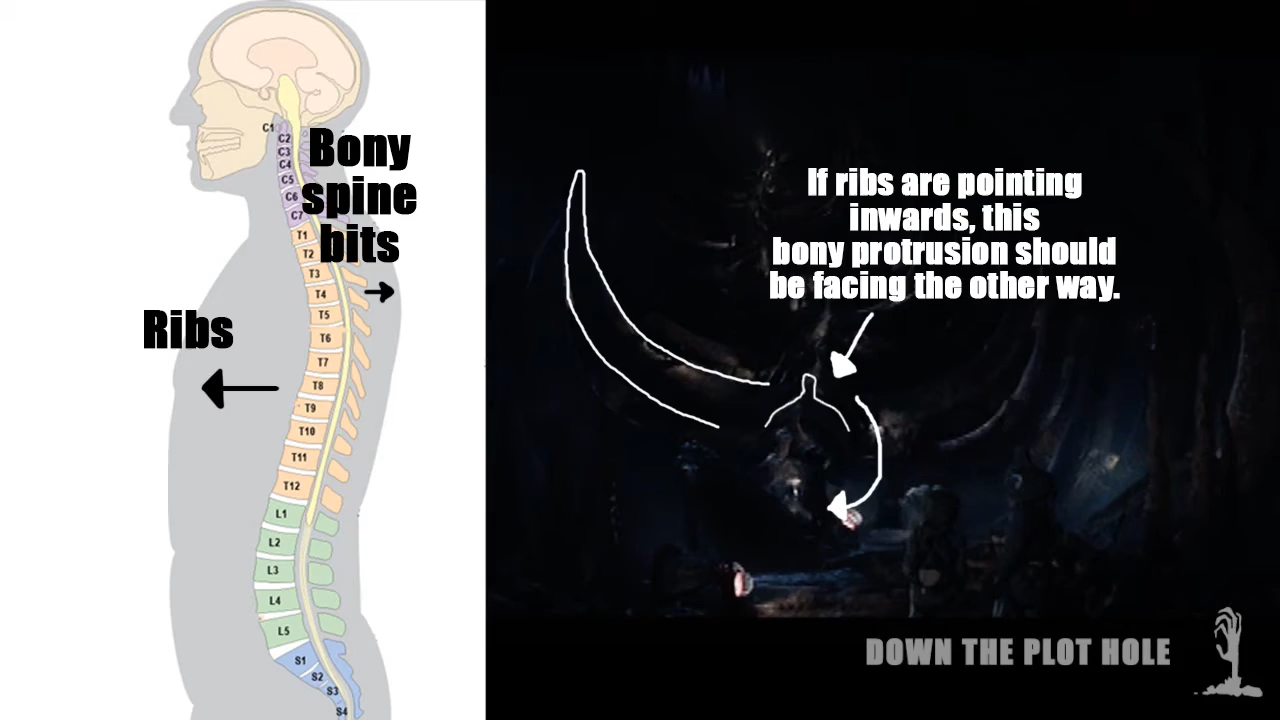 C1
C2
C3
C4
C5
C6
C7
T1
T2
T3
T4
T5
T6
T7
T8
T9
T10
T11
T12
L1
L2
L3
L4
L5
S1
S2
S3
S4
Bony
spine
bits
Ribs
If ribs are pointing
inwards, this
bony protrusion should
be facing the other way.
DOWN THE PLOT HOLE